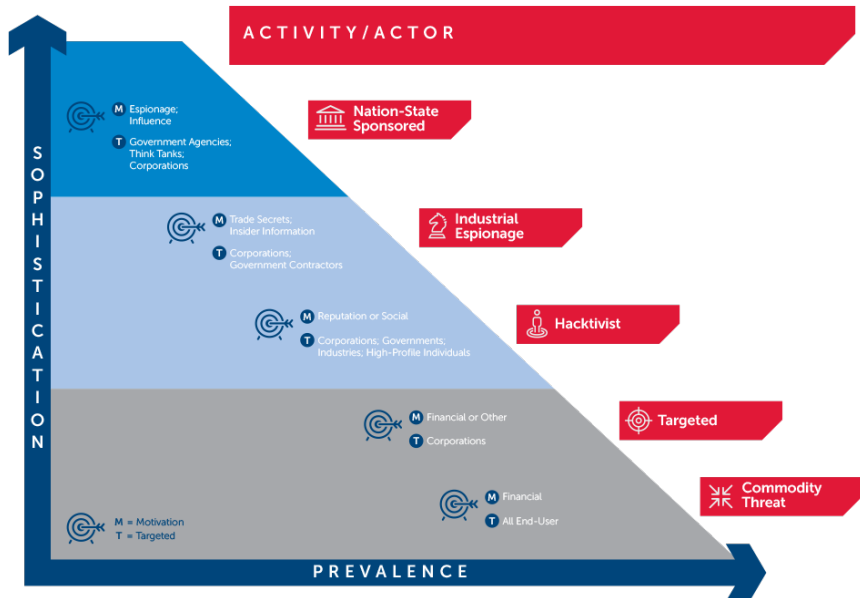 ACTIVITY/ACTOR
M Espionage;
Influence
T Government Agencies;
Think Tanks;
Corporations
Nation-State
Sponsored
M Trade Secrets;
Insider Information
T Corporations;
Government Contractors
Industrial
Espionage
M Reputation or Social
T Corporations; Governments;
Industries; High-Profile Individuals
Hacktivist
M Financial or Other
T Corporations
Targeted
M Financial
T All End-User
Commodity
Threat
M = Motivation
T = Targeted
SOPHISTICATION
PREVALENCE